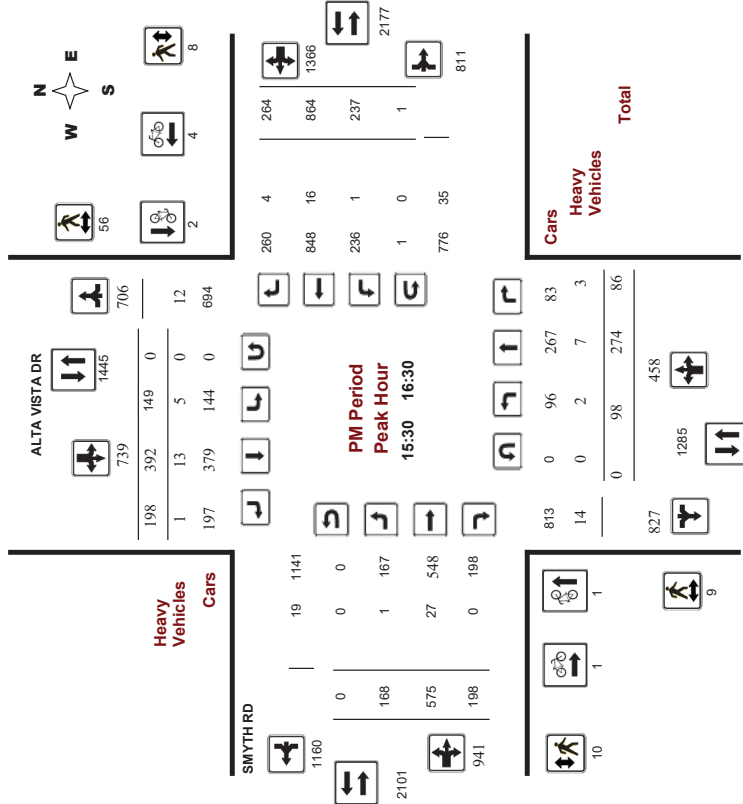 N
W E
S
56
2
4
8
ALTA VISTA DR
739
1445
706
198 392 149 0
1 13 5 0 12
197 379 144 0 694
Heavy
Vehicles
Cars
1366
2177
811
260 4 264
848 16 864
236 1 237
1 0 1
776 35
PM Period
Peak Hour
15:30 16:30
SMYTH RD
1160
2101
941
19 1141
0 0 0
168 1 167
575 27 548
198 0 198
Cars
Heavy
Vehicles
Total
813 0 96 267 83
14 0 2 7 3
0 98 274 86
827
1285
458
10
1
1
9